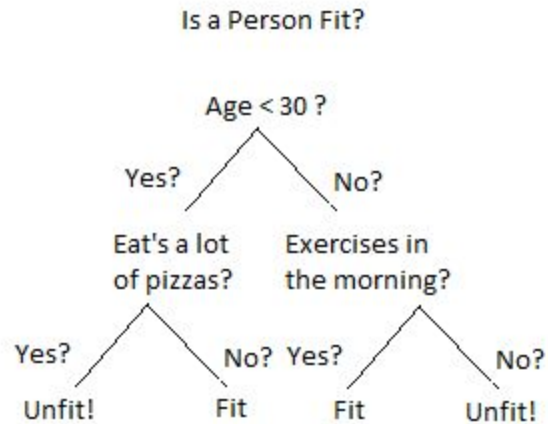 Is a Person Fit?
Age < 30 ?
Yes?
No?
Eat's a lot
of pizzas?
Exercises in
the morning?
Yes?
No?
Yes?
No?
Unfit!
Fit
Fit
Unfit!